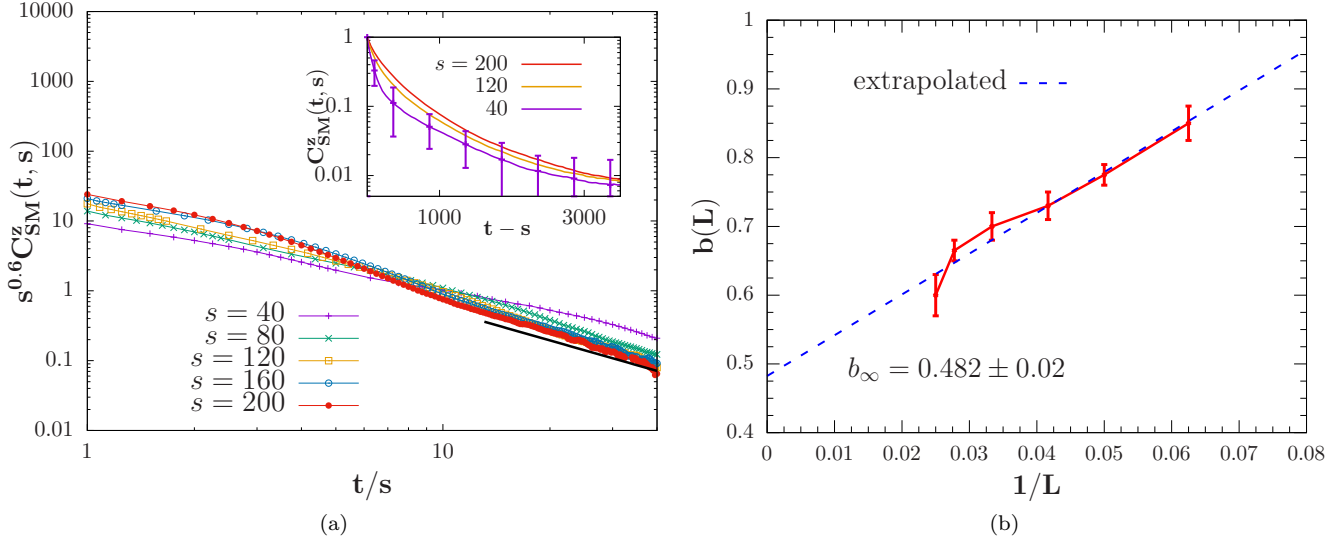 10000
1000
100
10
1
0.1
0.01
s^0.6 C^z_SM(t, s)
1
10
t/s
s = 40
s = 80
s = 120
s = 160
s = 200
1
0.1
0.01
C^z_SM(t, s)
1000
3000
t − s
s = 200
120
40
(a)
1
0.9
0.8
0.7
0.6
0.5
0.4
b(L)
extrapolated
b_∞ = 0.482 ± 0.02
0
0.01
0.02
0.03
0.04
0.05
0.06
0.07
0.08
1/L
(b)